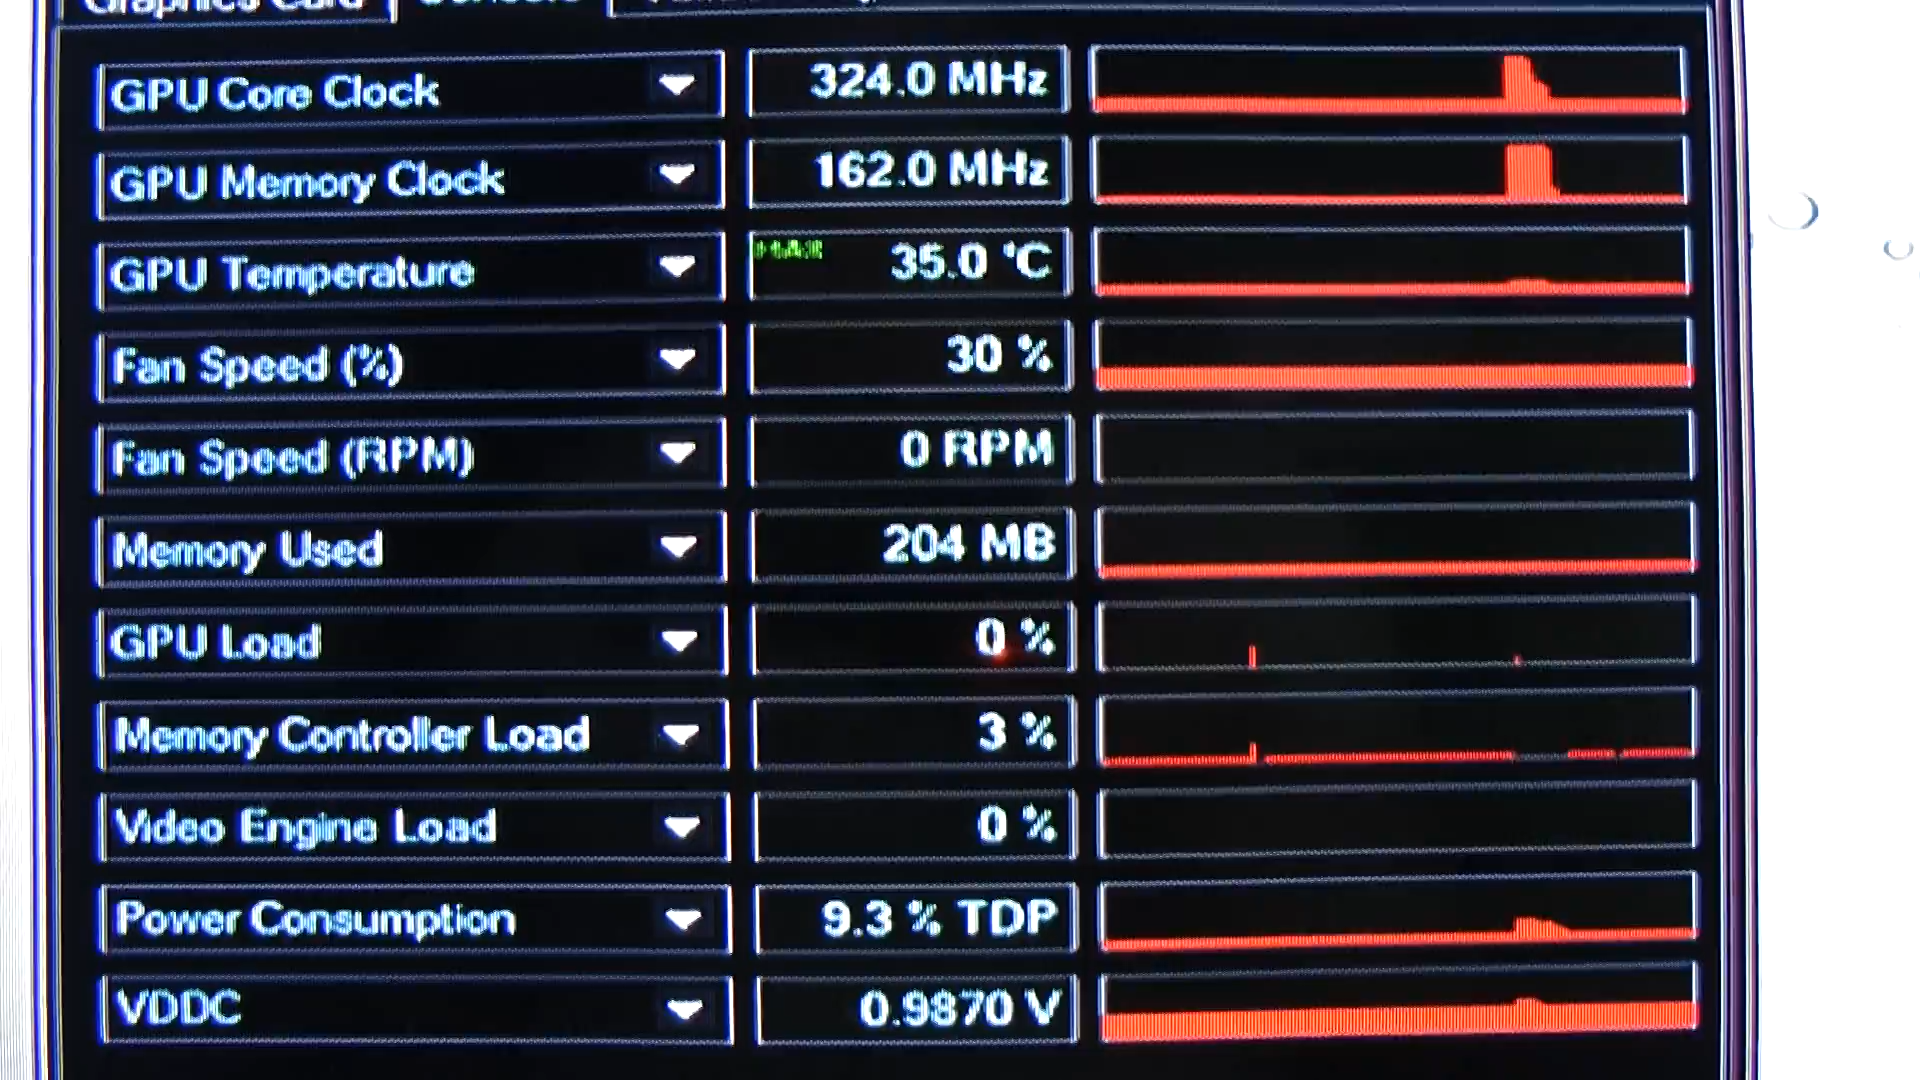 Graphics Card
GPU Core Clock 324.0 MHz
GPU Memory Clock 162.0 MHz
GPU Temperature 35.0 °C
Fan Speed (%) 30 %
Fan Speed (RPM) 0 RPM
Memory Used 204 MB
GPU Load 0 %
Memory Controller Load 3 %
Video Engine Load 0 %
Power Consumption 9.3 % TDP
VDDC 0.9870 V